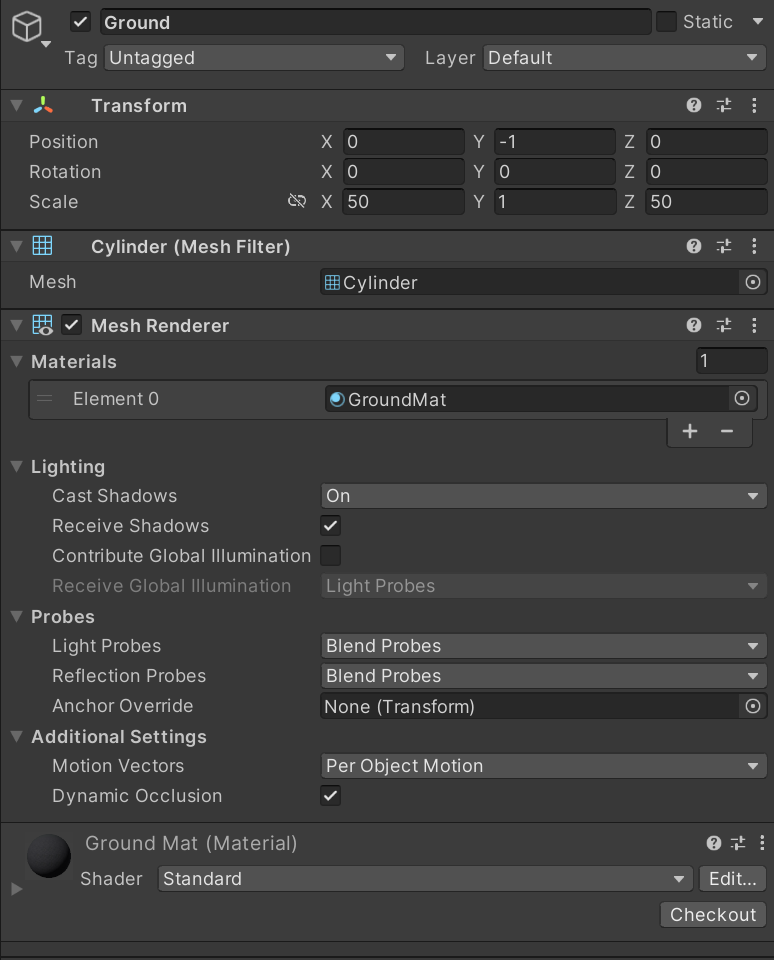 Ground Static
Tag Untagged Layer Default
Transform
Position X 0 Y -1 Z 0
Rotation X 0 Y 0 Z 0
Scale X 50 Y 1 Z 50
Cylinder (Mesh Filter)
Mesh Cylinder
Mesh Renderer
Materials 1
Element 0 GroundMat
+ −
Lighting
Cast Shadows On
Receive Shadows
Contribute Global Illumination
Receive Global Illumination Light Probes
Probes
Light Probes Blend Probes
Reflection Probes Blend Probes
Anchor Override None (Transform)
Additional Settings
Motion Vectors Per Object Motion
Dynamic Occlusion
Ground Mat (Material)
Shader Standard Edit...
Checkout